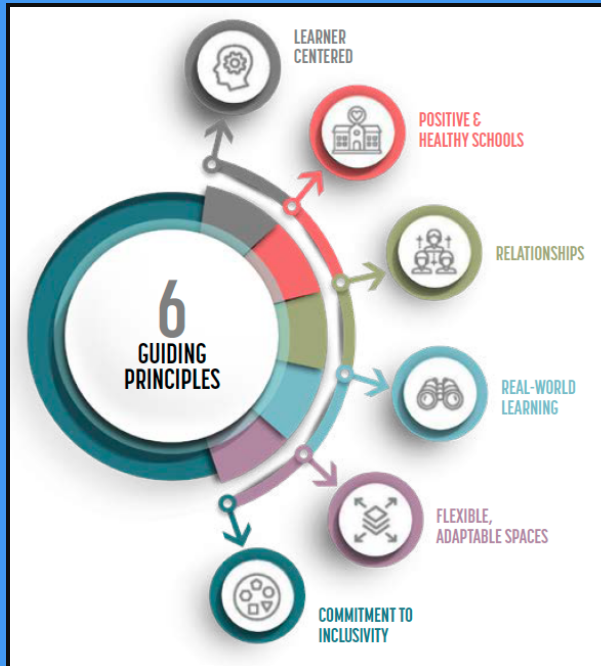 LEARNER
CENTERED
POSITIVE &
HEALTHY SCHOOLS
RELATIONSHIPS
6
GUIDING
PRINCIPLES
REAL-WORLD
LEARNING
FLEXIBLE,
ADAPTABLE SPACES
COMMITMENT TO
INCLUSIVITY